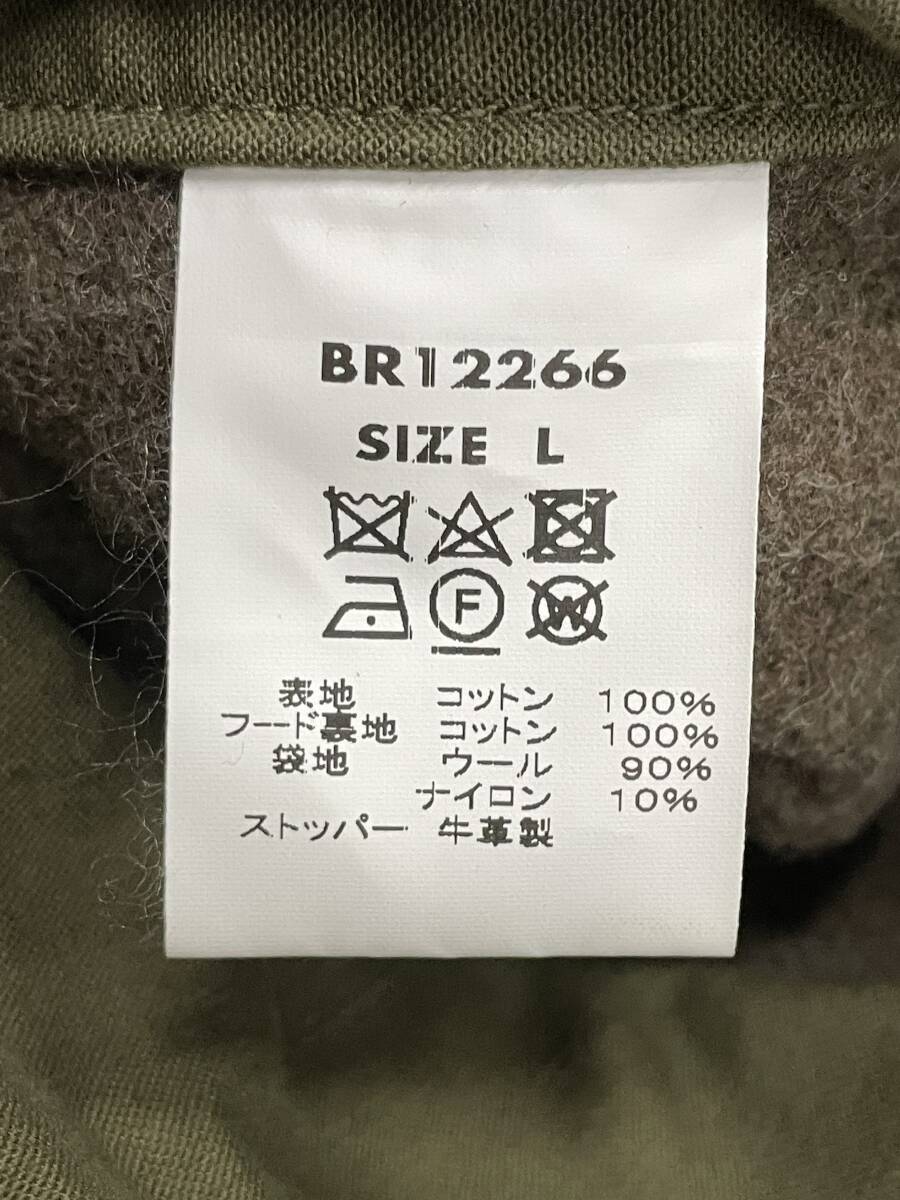 BR12266
SIZE L
F
W
表地 コットン 100%
フード裏地 コットン 100%
袋地 ウール 90%
ナイロン 10%
ストッパー 牛革製